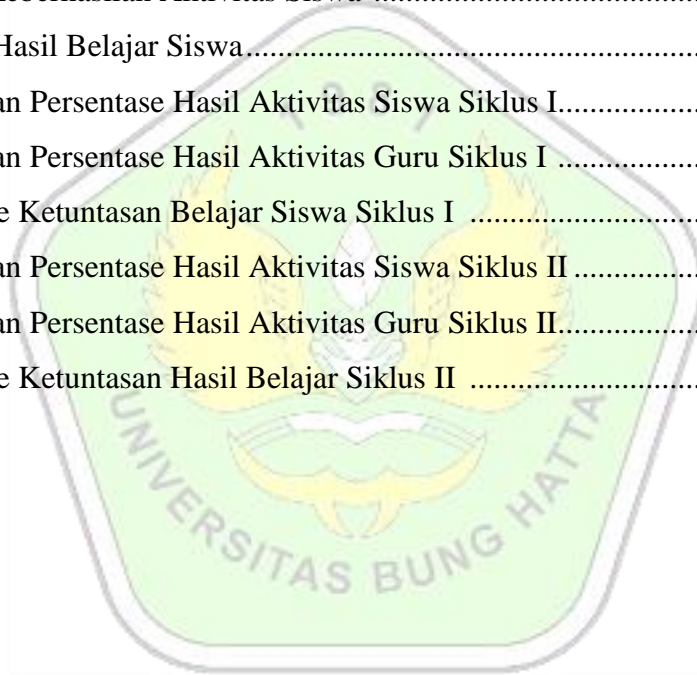 Hasil Belajar Siswa..................................................
an Persentase Hasil Aktivitas Siswa Siklus I..................
an Persentase Hasil Aktivitas Guru Siklus I ..................
e Ketuntasan Belajar Siswa Siklus I .............................
an Persentase Hasil Aktivitas Siswa Siklus II .................
an Persentase Hasil Aktivitas Guru Siklus II..................
e Ketuntasan Hasil Belajar Siklus II .............................
1981
UNIVERSITAS BUNG HATTA